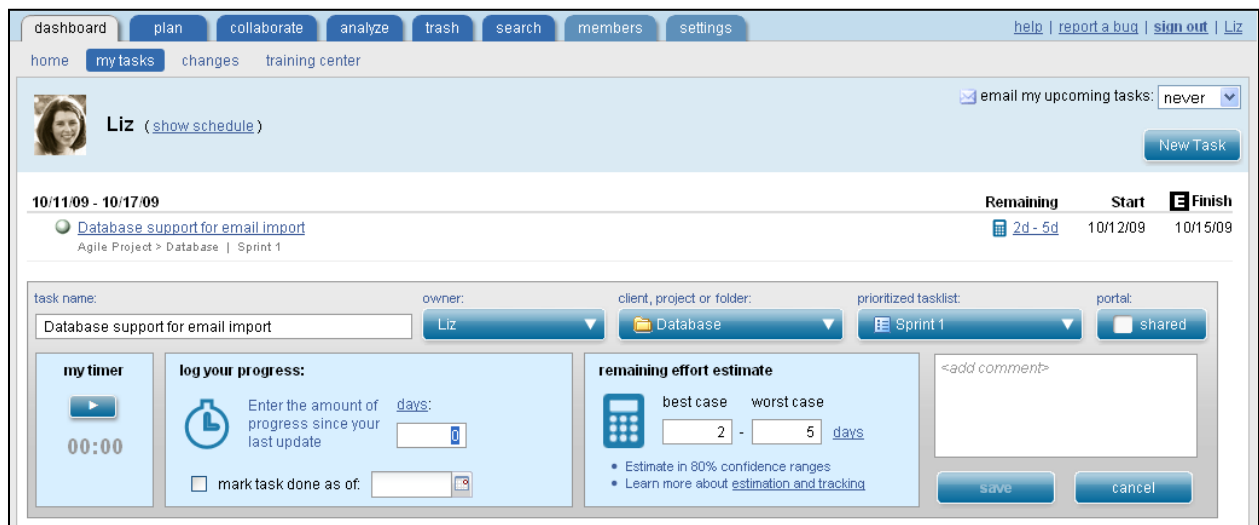 dashboard plan collaborate analyze trash search members settings help | report a bug | sign out | Liz
home my tasks changes training center
email my upcoming tasks: never
Liz ( show schedule )
New Task
10/11/09 - 10/17/09 Remaining Start E Finish
Database support for email import 2d - 5d 10/12/09 10/15/09
Agile Project > Database | Sprint 1
task name: owner: client, project or folder: prioritized tasklist: portal:
Database support for email import Liz Database Sprint 1 shared
my timer log your progress: remaining effort estimate <add comment>
Enter the amount of days: best case worst case
progress since your 0 2 - 5 days
last update
00:00
• Estimate in 80% confidence ranges
mark task done as of: • Learn more about estimation and tracking save cancel